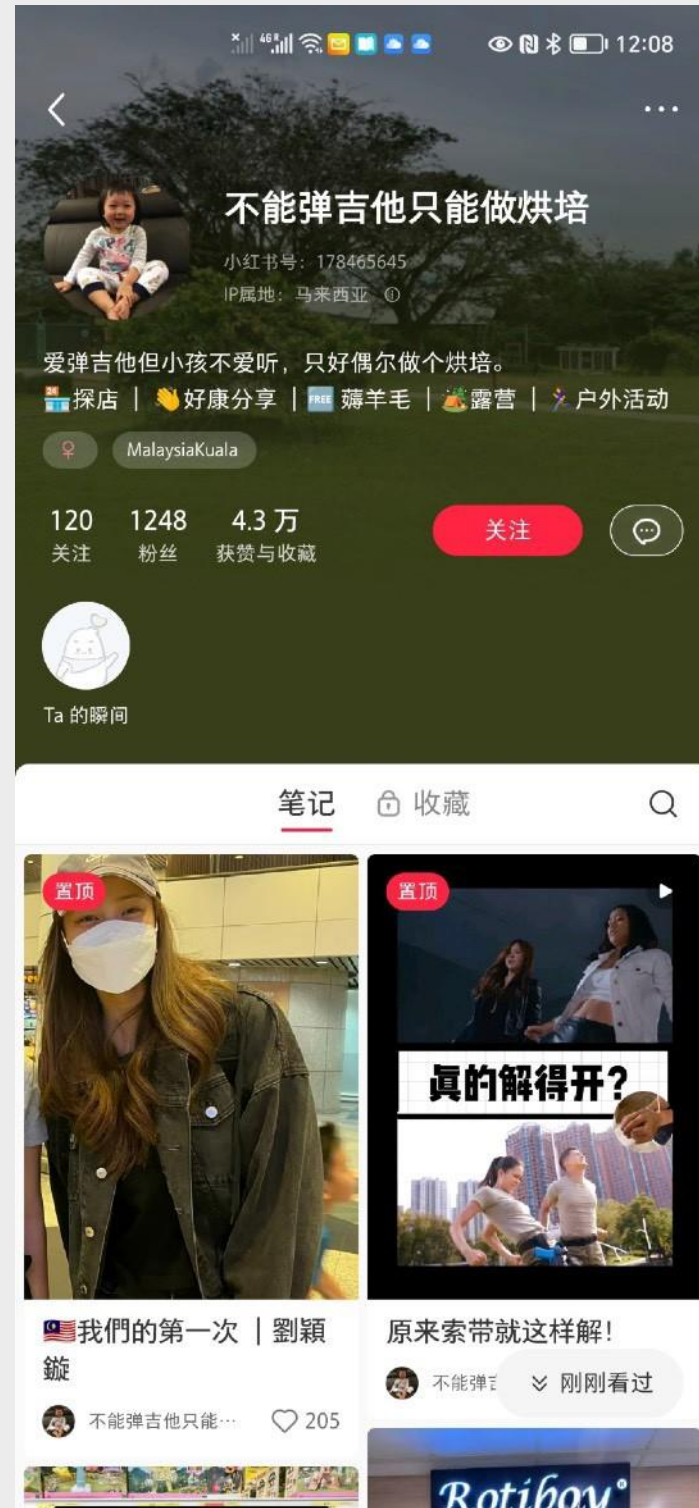 12:08
不能弹吉他只能做烘培
小红书号：178465645
IP属地：马来西亚
爱弹吉他但小孩不爱听，只好偶尔做个烘培。
🏪探店 | 👋好康分享 | 🆓 薅羊毛 | 🏕️露营 | 🏃‍♀️户外活动
♀ MalaysiaKuala
120 1248 4.3 万
关注 粉丝 获赞与收藏
关注
Ta 的瞬间
笔记 收藏
置顶
🇲🇾我們的第一次 | 劉穎
鏇
不能弹吉他只能… 205
置顶
真的解得开？
原来索带就这样解！
不能弹
刚刚看过
Rotiboy